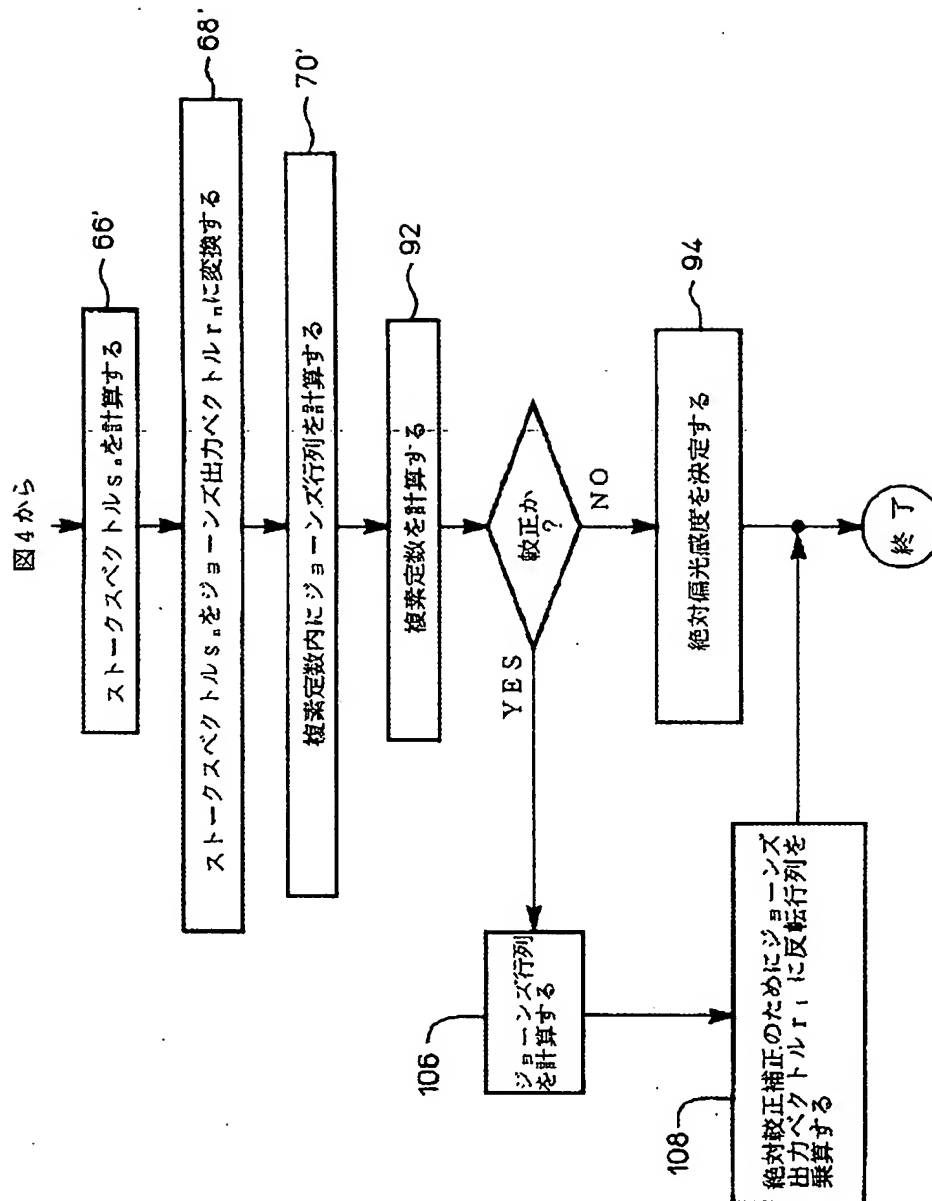 図4から
ストークスベクトルsₙを計算する
66'
ストークスベクトルsₙをジョーンズ出力ベクトルrₙに変換する
68'
複素定数内にジョーンズ行列を計算する
70'
複素定数を計算する
92
較正か
?
YES
NO
絶対偏光感度を決定する
94
106
ジョーンズ行列
を計算する
108
絶対較正補正のためにジョーンズ
出力ベクトルr₁に反転行列を
乗算する
終了